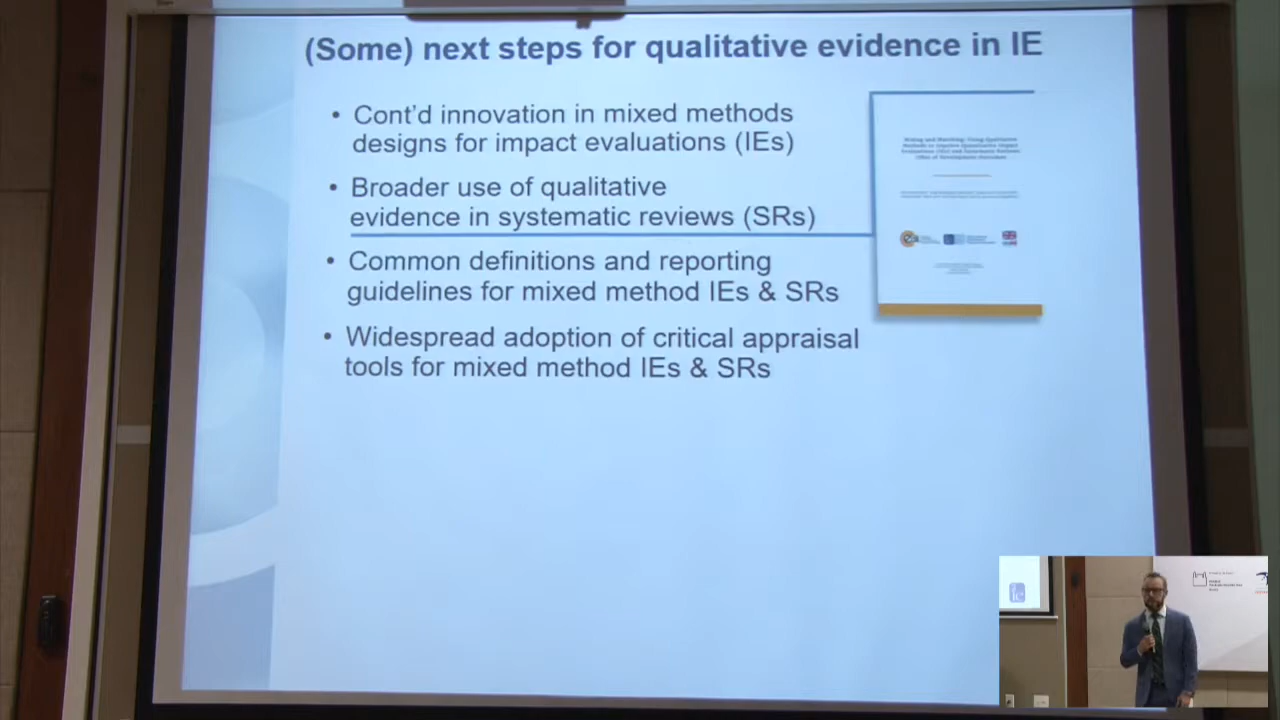 (Some) next steps for qualitative evidence in IE
• Cont'd innovation in mixed methods
designs for impact evaluations (IEs)
• Broader use of qualitative
evidence in systematic reviews (SRs)
• Common definitions and reporting
guidelines for mixed method IEs & SRs
• Widespread adoption of critical appraisal
tools for mixed method IEs & SRs